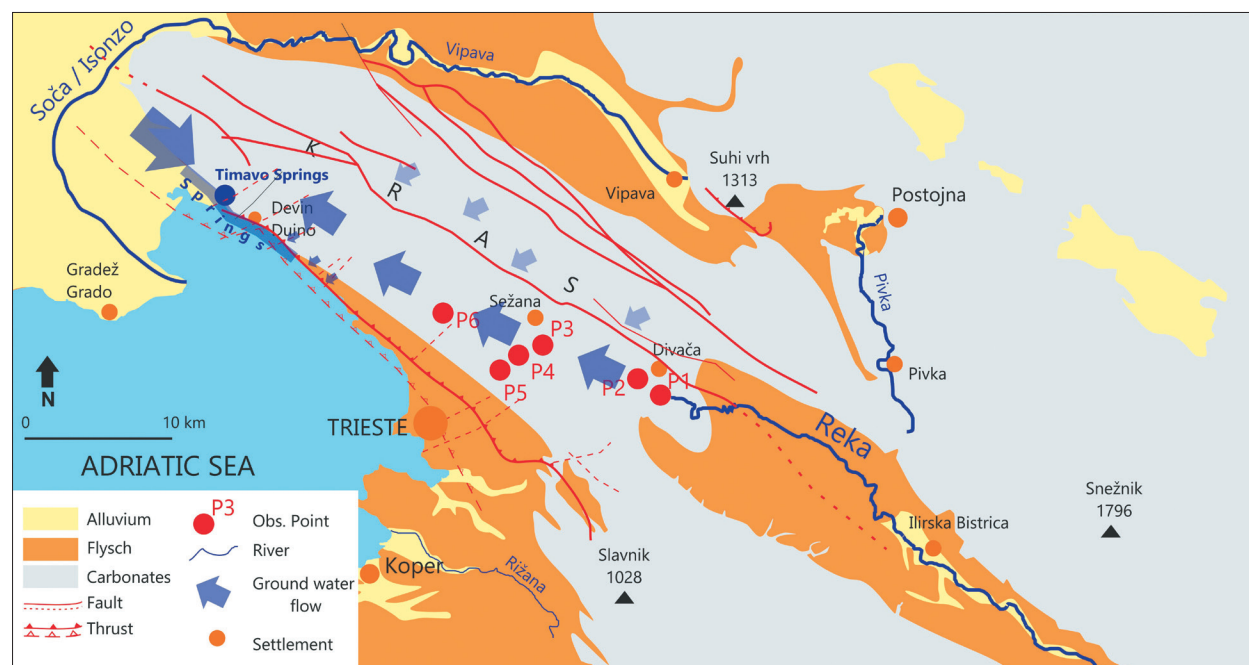 Soča / Isonzo
Vipava
Suhi vrh
1313
Vipava
Postojna
K
R
A
S
Timavo Springs
Springs
Devin
Duino
Gradež
Grado
Sežana
P6
P3
P4
P5
Divača
P2
P1
Pivka
Pivka
N
0
10 km
TRIESTE
Reka
ADRIATIC SEA
Snežnik
1796
Ilirska Bistrica
Slavnik
1028
Koper
Rižana
Alluvium
Flysch
Carbonates
Fault
Thrust
P3
Obs. Point
River
Ground water
flow
Settlement